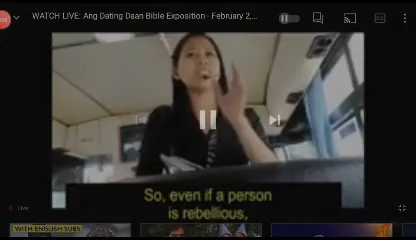 WATCH LIVE: Ang Dating Daan Bible Exposition - February 2,...
So, even if a person
is rebellious,
WITH ENGLISH SUBS